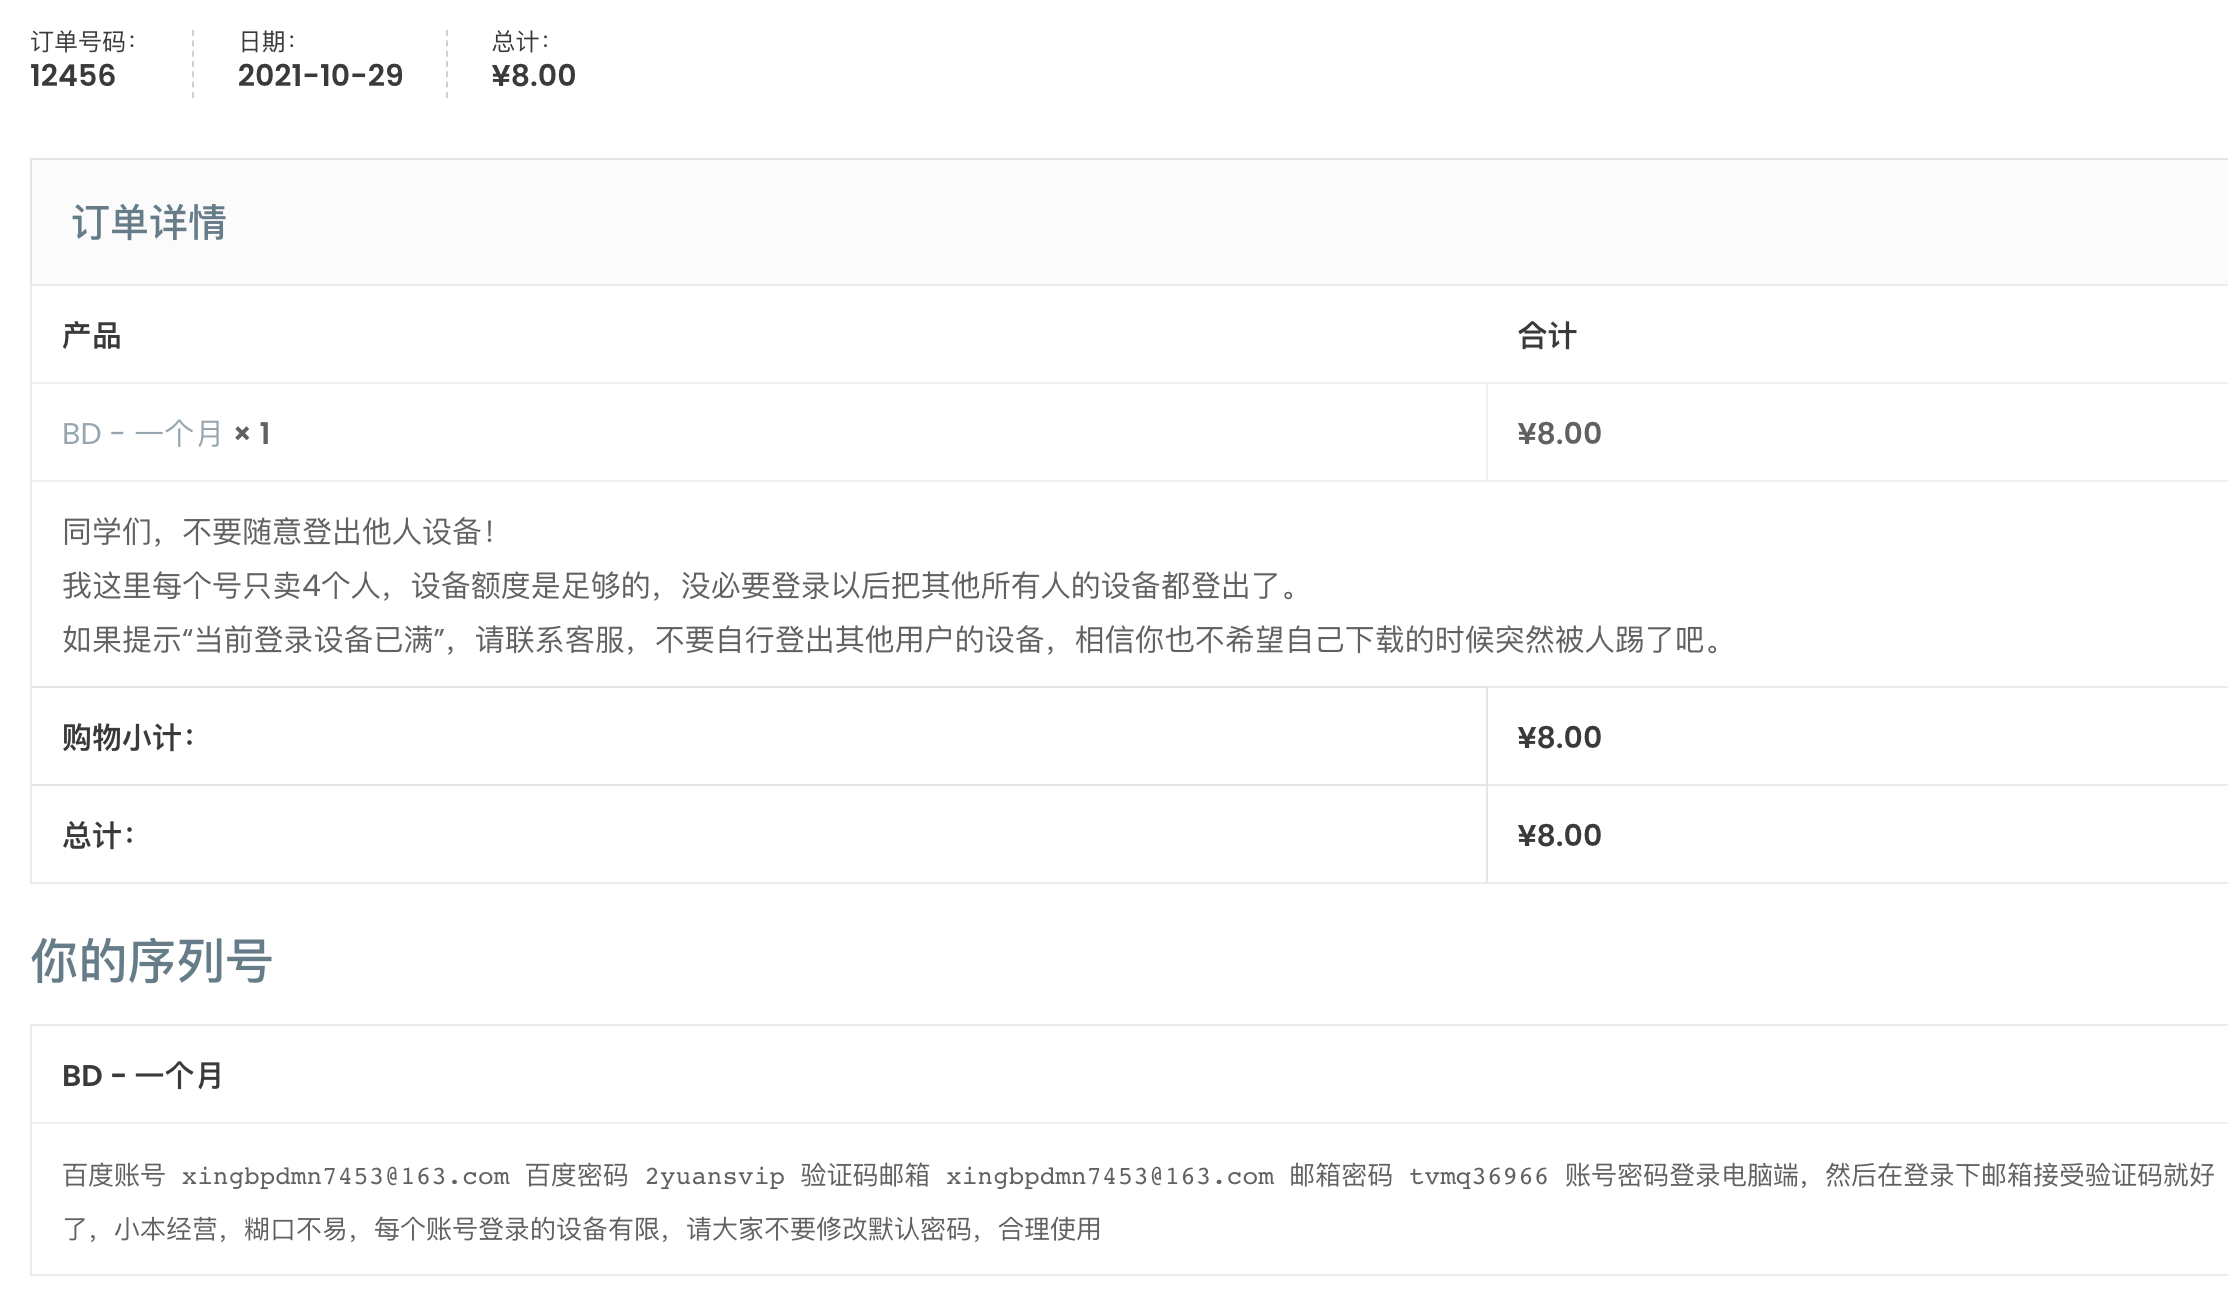 订单号码： 日期： 总计：
12456 2021-10-29 ¥8.00
订单详情
产品 合计
BD - 一个月 × 1 ¥8.00
同学们，不要随意登出他人设备！
我这里每个号只卖4个人，设备额度是足够的，没必要登录以后把其他所有人的设备都登出了。
如果提示“当前登录设备已满”，请联系客服，不要自行登出其他用户的设备，相信你也不希望自己下载的时候突然被人踢了吧。
购物小计： ¥8.00
总计： ¥8.00
你的序列号
BD - 一个月
百度账号 xingbpdmn7453@163.com 百度密码 2yuansvip 验证码邮箱 xingbpdmn7453@163.com 邮箱密码 tvmq36966 账号密码登录电脑端，然后在登录下邮箱接受验证码就好
了，小本经营，糊口不易，每个账号登录的设备有限，请大家不要修改默认密码，合理使用